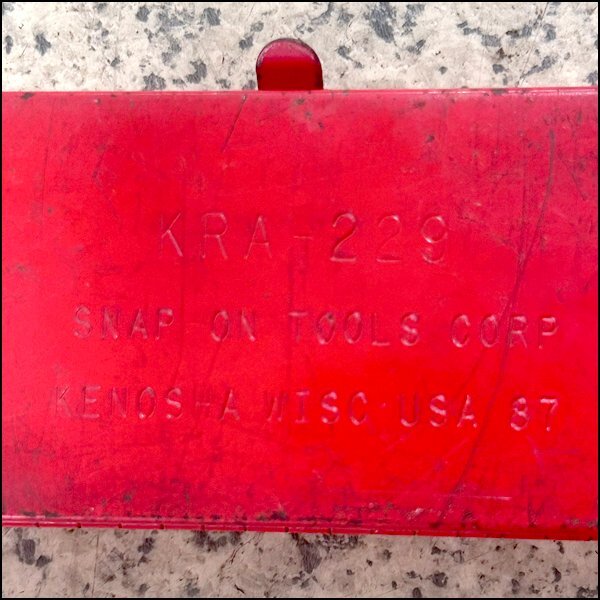 KRA-229
SNAP ON TOOLS CORP
KENOSHA WISC USA 87